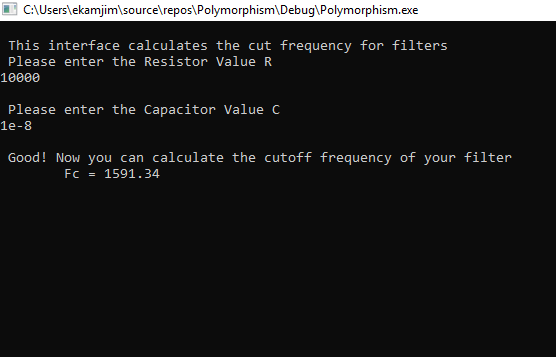 C:\Users\ekamjim\source\repos\Polymorphism\Debug\Polymorphism.exe
This interface calculates the cut frequency for filters
Please enter the Resistor Value R
10000
Please enter the Capacitor Value C
1e-8
Good! Now you can calculate the cutoff frequency of your filter
Fc = 1591.34